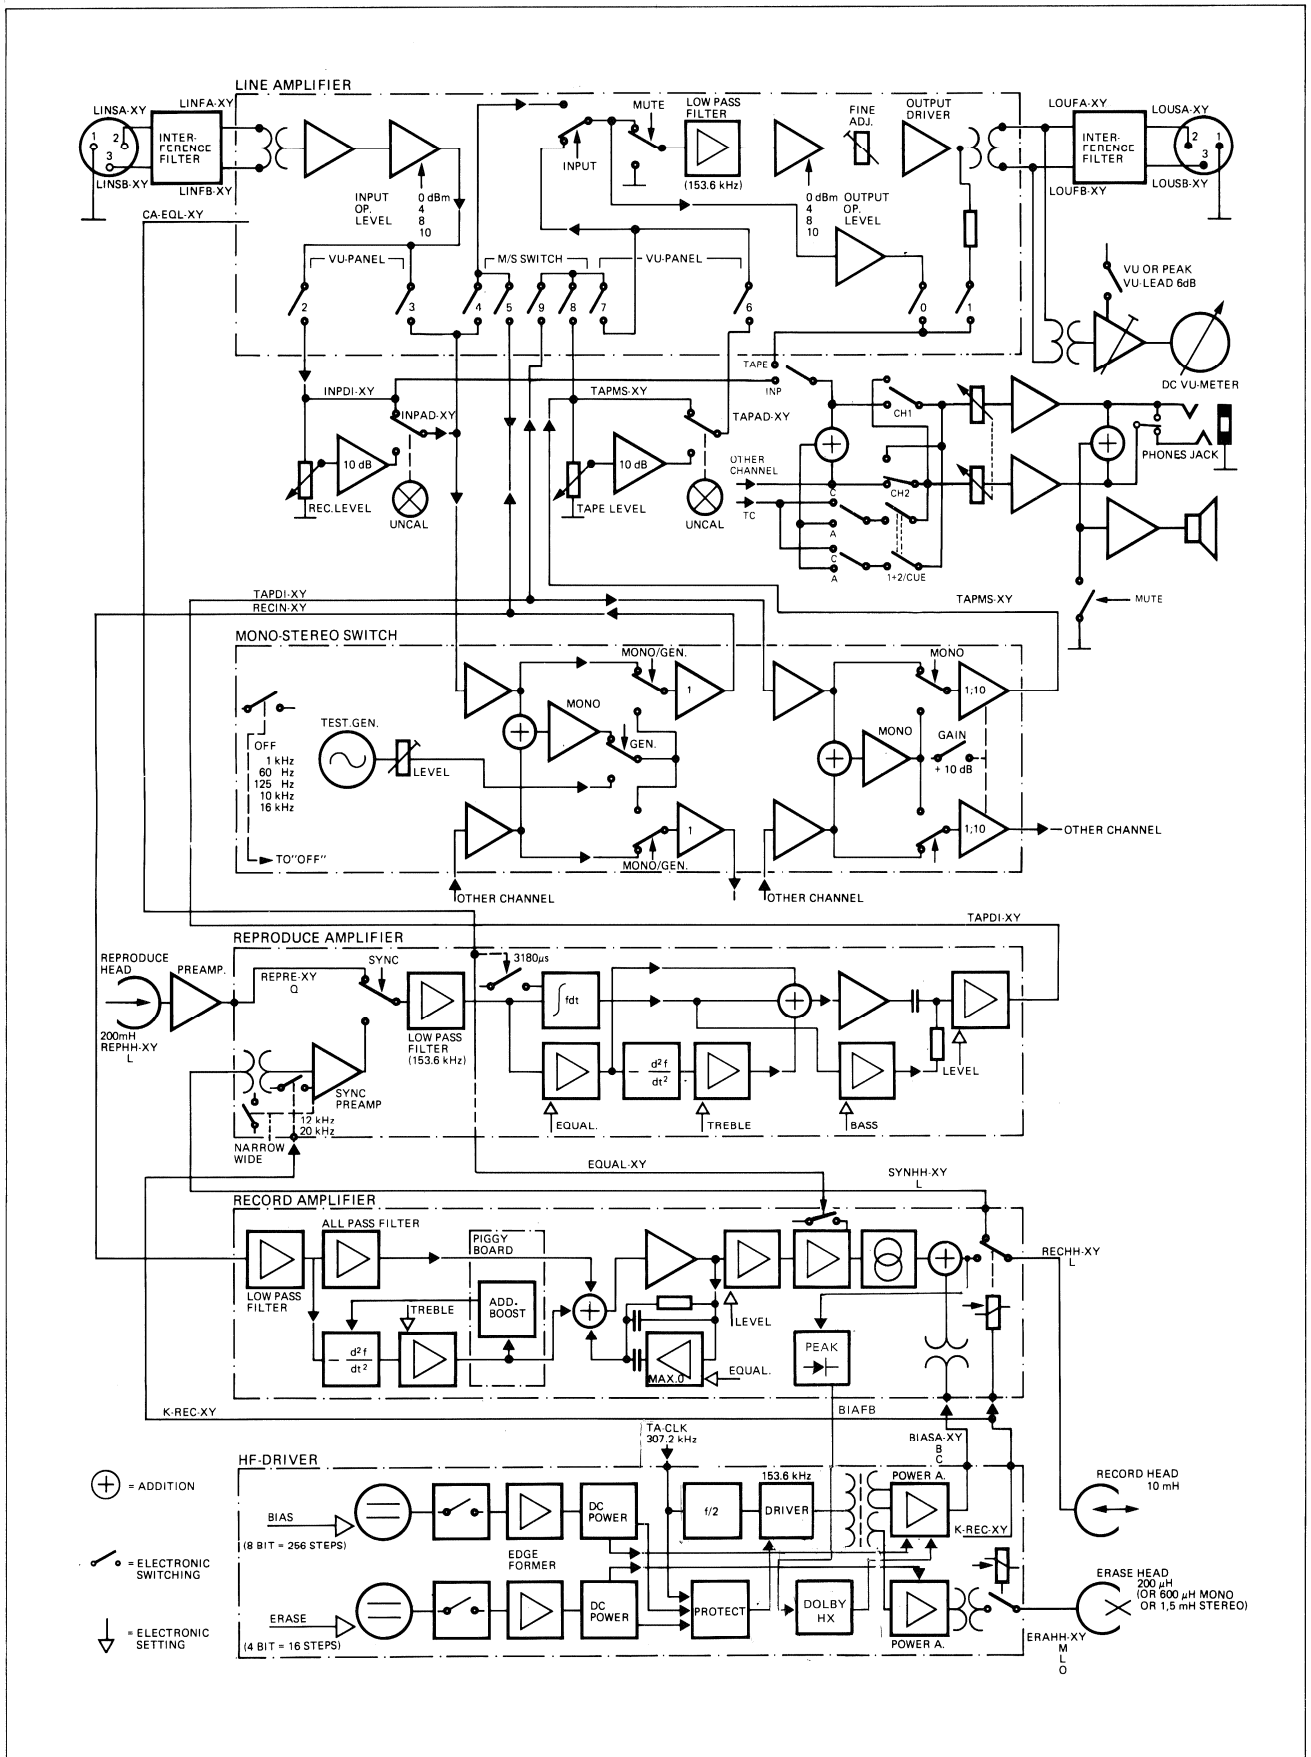 LINE AMPLIFIER
LINSA-XY
LINFA-XY
1
2
3
INTER-
FERENCE
FILTER
LINSB-XY
LINFB-XY
CA-EQL-XY
INPUT
OP.
LEVEL
0 dBm
4
8
10
INPUT
MUTE
LOW PASS
FILTER
(153.6 kHz)
FINE
ADJ.
OUTPUT
DRIVER
0 dBm
4
8
10
OUTPUT
OP.
LEVEL
LOUFA-XY
LOUSA-XY
INTER-
FERENCE
FILTER
2
1
3
LOUFB-XY
LOUSB-XY
VU-PANEL
M/S SWITCH
VU-PANEL
2
3
4
5
9
8
7
6
0
1
VU OR PEAK
VU-LEAD 6dB
DC VU-METER
TAPE
INP
INPDI-XY
INPAD-XY
TAPMS-XY
TAPAD-XY
10 dB
REC.LEVEL
UNCAL
10 dB
TAPE LEVEL
UNCAL
OTHER
CHANNEL
TC
CH1
CH2
C
A
C
A
1+2/CUE
PHONES JACK
MUTE
TAPDI-XY
RECIN-XY
TAPMS-XY
MONO-STEREO SWITCH
OFF
1 kHz
60 Hz
125 Hz
10 kHz
16 kHz
TO"OFF"
TEST.GEN.
LEVEL
MONO
GEN.
MONO/GEN.
1
1
MONO/GEN.
OTHER CHANNEL
MONO
MONO
1;10
GAIN
+ 10 dB
1;10
OTHER CHANNEL
OTHER CHANNEL
TAPDI-XY
REPRODUCE AMPLIFIER
REPRODUCE
HEAD
PREAMP.
200mH
REPHH-XY
L
REPRE-XY
Q
SYNC
LOW PASS
FILTER
(153.6 kHz)
3180µs
∫fdt
SYNC
PREAMP
12 kHz
20 kHz
NARROW
WIDE
EQUAL.
- d²f
dt²
TREBLE
BASS
LEVEL
EQUAL-XY
SYNHH-XY
L
RECORD AMPLIFIER
ALL PASS FILTER
LOW PASS
FILTER
PIGGY
BOARD
ADD.
BOOST
TREBLE
- d²f
dt²
MAX.0
EQUAL.
LEVEL
PEAK
RECHH-XY
L
K-REC-XY
BIAFB
BIASA-XY
B
C
TA-CLK
307.2 kHz
HF-DRIVER
= ADDITION
= ELECTRONIC
SWITCHING
= ELECTRONIC
SETTING
BIAS
(8 BIT = 256 STEPS)
ERASE
(4 BIT = 16 STEPS)
EDGE
FORMER
DC
POWER
DC
POWER
f/2
153.6 kHz
DRIVER
PROTECT
DOLBY
HX
POWER A.
K-REC-XY
POWER A.
RECORD HEAD
10 mH
ERASE HEAD
200 µH
(OR 600 µH MONO
OR 1,5 mH STEREO)
ERAHH-XY
M
L
O